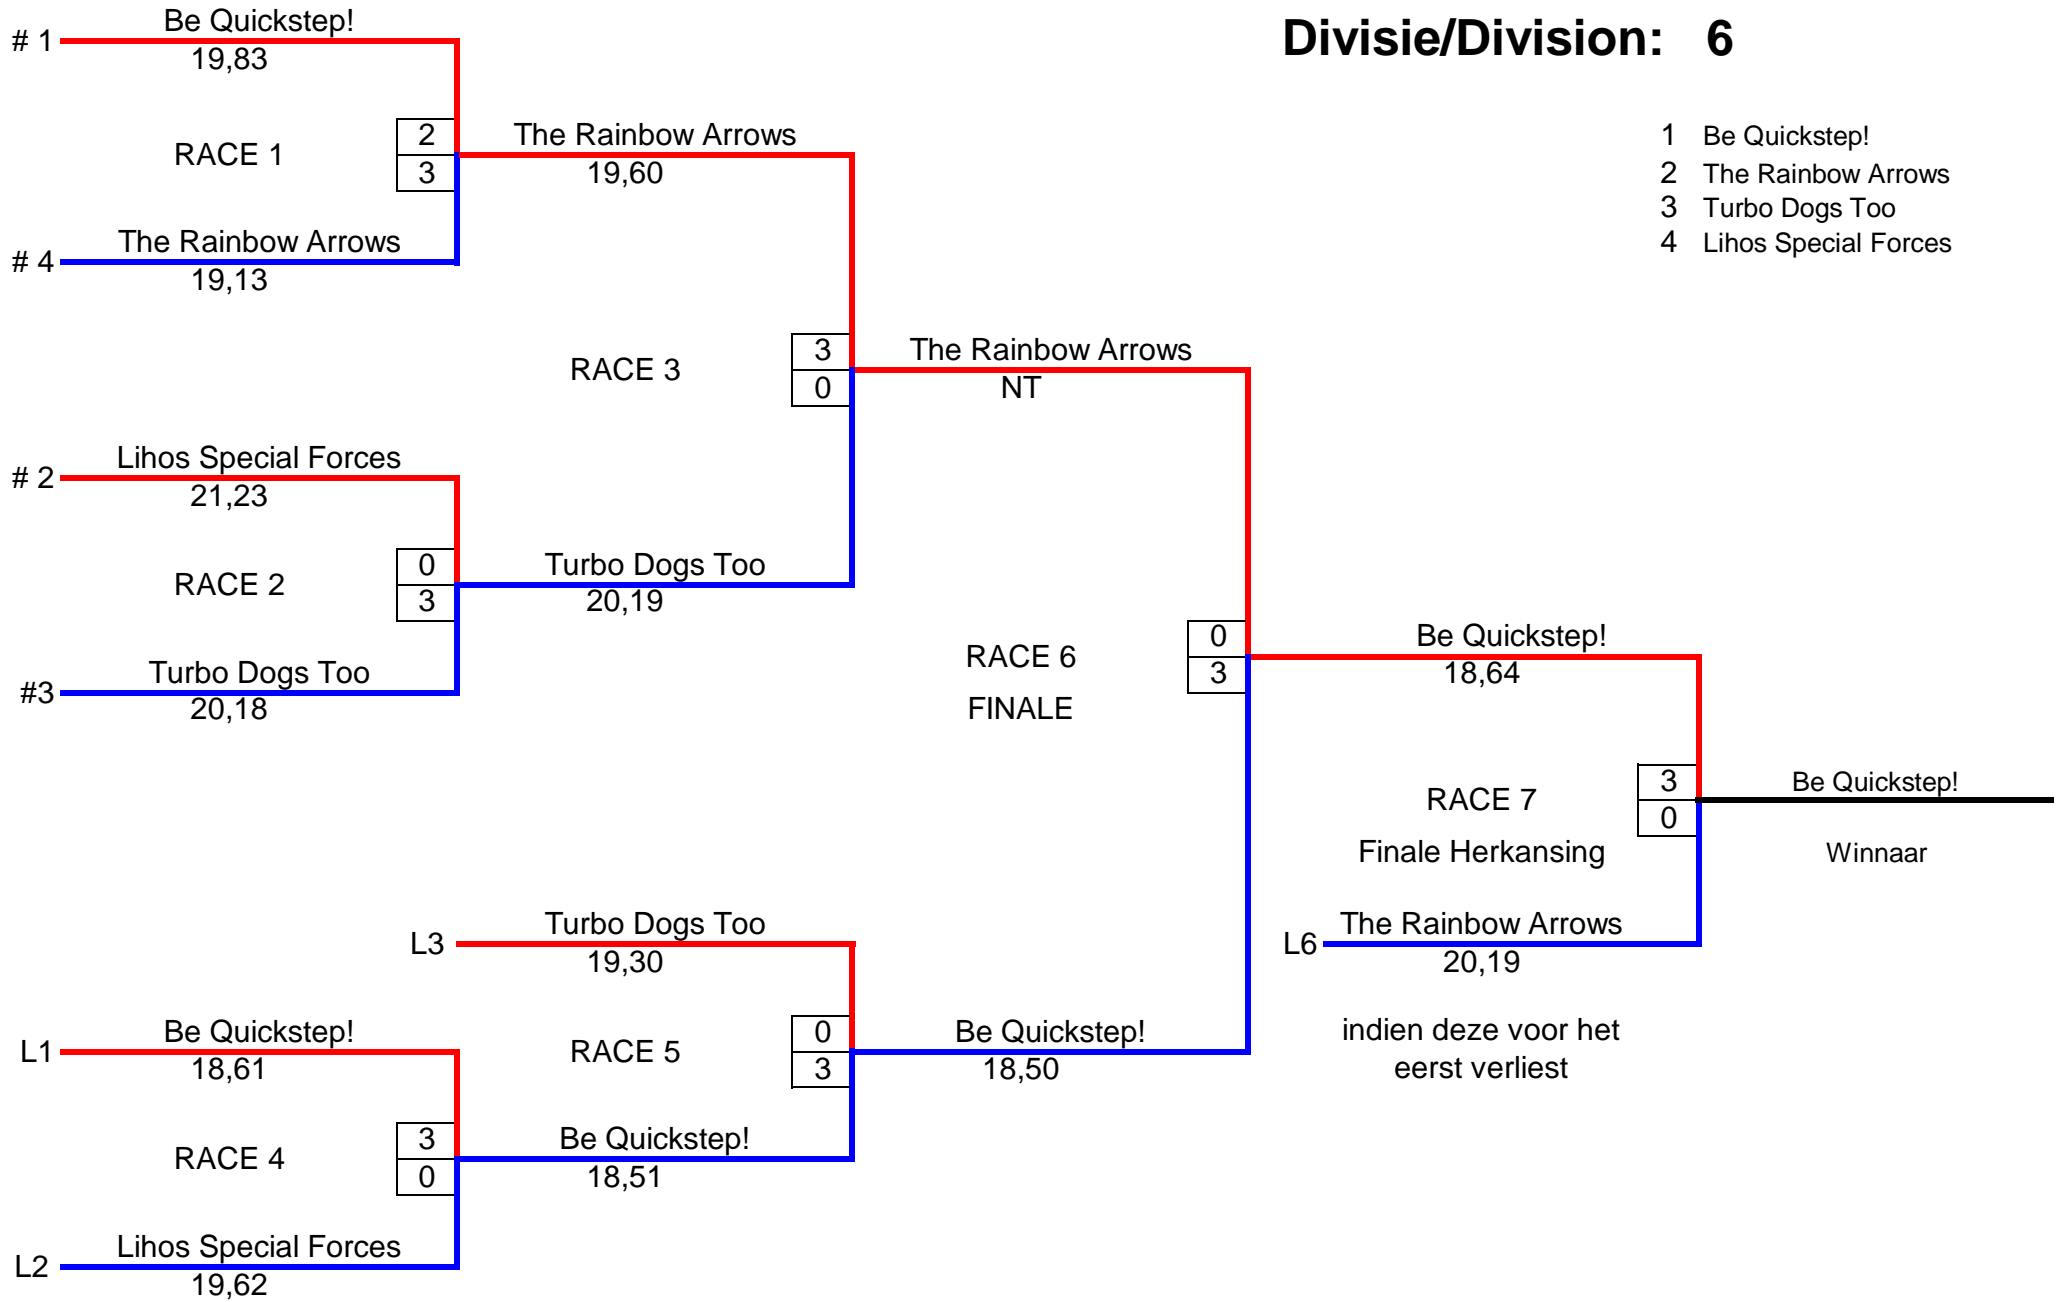 Divisie/Division: 6
1 Be Quickstep!
2 The Rainbow Arrows
3 Turbo Dogs Too
4 Lihos Special Forces
# 1
Be Quickstep!
19,83
RACE 1
2
3
# 4
The Rainbow Arrows
19,13
The Rainbow Arrows
19,60
RACE 3
3
0
# 2
Lihos Special Forces
21,23
RACE 2
0
3
#3
Turbo Dogs Too
20,18
Turbo Dogs Too
20,19
The Rainbow Arrows
NT
RACE 6
FINALE
0
3
Be Quickstep!
18,64
RACE 7
Finale Herkansing
3
0
Be Quickstep!
Winnaar
L6
The Rainbow Arrows
20,19
indien deze voor het
eerst verliest
L3
Turbo Dogs Too
19,30
RACE 5
0
3
Be Quickstep!
18,50
L1
Be Quickstep!
18,61
RACE 4
3
0
Be Quickstep!
18,51
L2
Lihos Special Forces
19,62